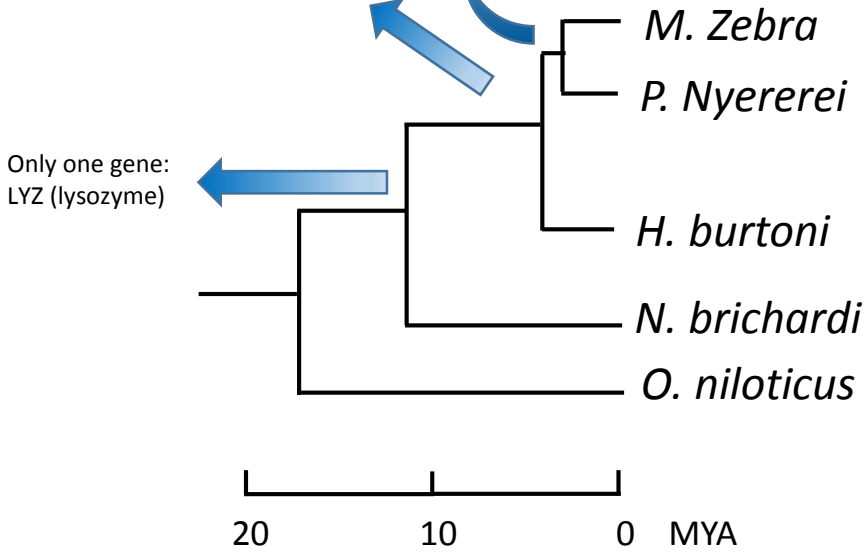 M. Zebra
P. Nyererei
Only one gene:
LYZ (lysozyme)
H. burtoni
N. brichardi
O. niloticus
20 10 0 MYA